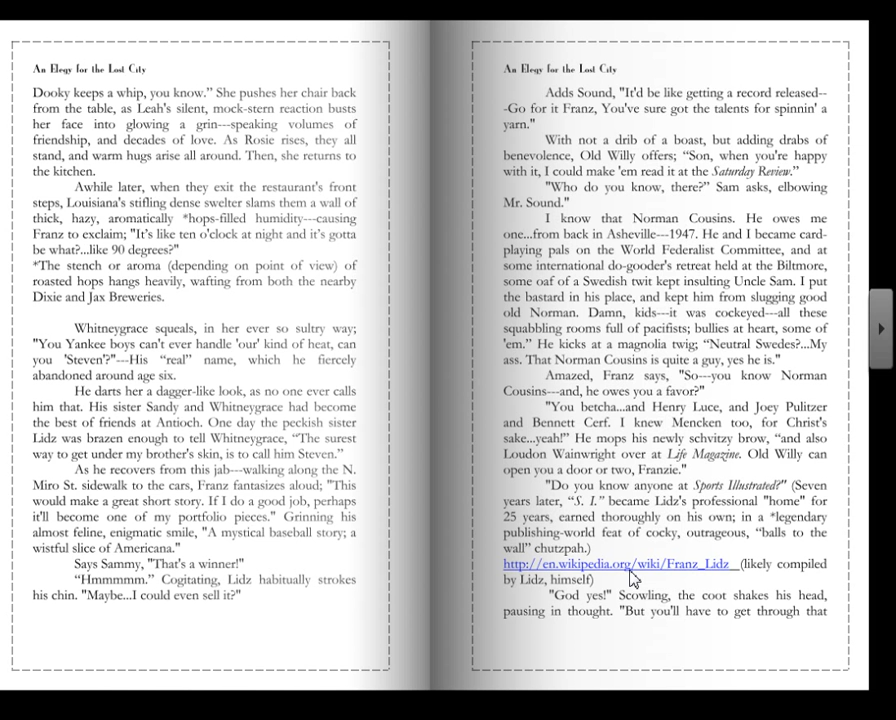 An Elegy for the Lost City
Dooky keeps a whip, you know.” She pushes her chair back
from the table, as Leah's silent, mock-stern reaction busts
her face into glowing a grin---speaking volumes of
friendship, and decades of love. As Rosie rises, they all
stand, and warm hugs arise all around. Then, she returns to
the kitchen.
Awhile later, when they exit the restaurant's front
steps, Louisiana's stifling dense swelter slams them a wall of
thick, hazy, aromatically *hops-filled humidity---causing
Franz to exclaim; "It's like ten o'clock at night and it's gotta
be what?...like 90 degrees?"
*The stench or aroma (depending on point of view) of
roasted hops hangs heavily, wafting from both the nearby
Dixie and Jax Breweries.
Whitneygrace squeals, in her ever so sultry way;
"You Yankee boys can't ever handle 'our' kind of heat, can
you 'Steven'?"---His “real” name, which he fiercely
abandoned around age six.
He darts her a dagger-like look, as no one ever calls
him that. His sister Sandy and Whitneygrace had become
the best of friends at Antioch. One day the peckish sister
Lidz was brazen enough to tell Whitneygrace, “The surest
way to get under my brother's skin, is to call him Steven.”
As he recovers from this jab---walking along the N.
Miro St. sidewalk to the cars, Franz fantasizes aloud; "This
would make a great short story. If I do a good job, perhaps
it'll become one of my portfolio pieces." Grinning his
almost feline, enigmatic smile, "A mystical baseball story; a
wistful slice of Americana."
Says Sammy, "That's a winner!"
“Hmmmmm.” Cogitating, Lidz habitually strokes
his chin. "Maybe...I could even sell it?"
An Elegy for the Lost City
Adds Sound, "It'd be like getting a record released--
-Go for it Franz, You've sure got the talents for spinnin' a
yarn."
With not a drib of a boast, but adding drabs of
benevolence, Old Willy offers; “Son, when you're happy
with it, I could make 'em read it at the Saturday Review.”
"Who do you know, there?” Sam asks, elbowing
Mr. Sound."
I know that Norman Cousins. He owes me
one...from back in Asheville---1947. He and I became card-
playing pals on the World Federalist Committee, and at
some international do-gooder's retreat held at the Biltmore,
some oaf of a Swedish twit kept insulting Uncle Sam. I put
the bastard in his place, and kept him from slugging good
old Norman. Damn, kids---it was cockeyed---all these
squabbling rooms full of pacifists; bullies at heart, some of
'em.” He kicks at a magnolia twig; “Neutral Swedes?...My
ass. That Norman Cousins is quite a guy, yes he is."
Amazed, Franz says, "So---you know Norman
Cousins---and, he owes you a favor?"
"You betcha...and Henry Luce, and Joey Pulitzer
and Bennett Cerf. I knew Mencken too, for Christ's
sake...yeah!” He mops his newly schvitzy brow, “and also
Loudon Wainwright over at Life Magazine. Old Willy can
open you a door or two, Franzie."
"Do you know anyone at Sports Illustrated?" (Seven
years later, “S. I.” became Lidz's professional "home" for
25 years, earned thoroughly on his own; in a *legendary
publishing-world feat of cocky, outrageous, “balls to the
wall” chutzpah.)
http://en.wikipedia.org/wiki/Franz_Lidz (likely compiled
by Lidz, himself)
"God yes!" Scowling, the coot shakes his head,
pausing in thought. "But you'll have to get through that